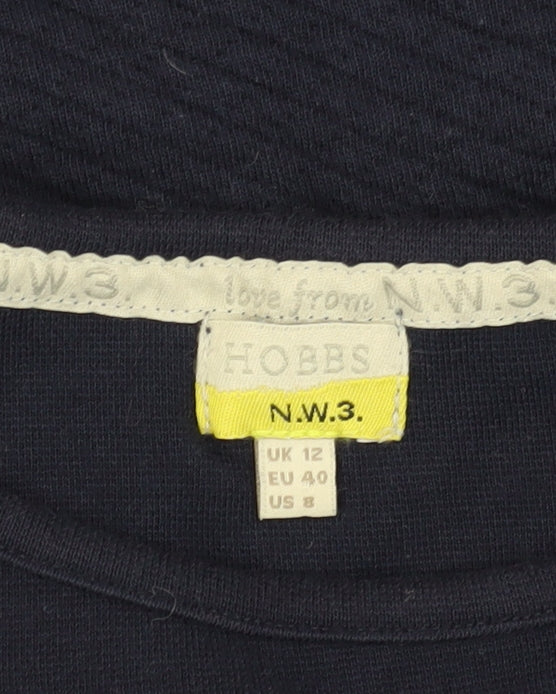 N.W.3. love from N.W.3
HOBBS
N.W.3.
UK 12
EU 40
US 8